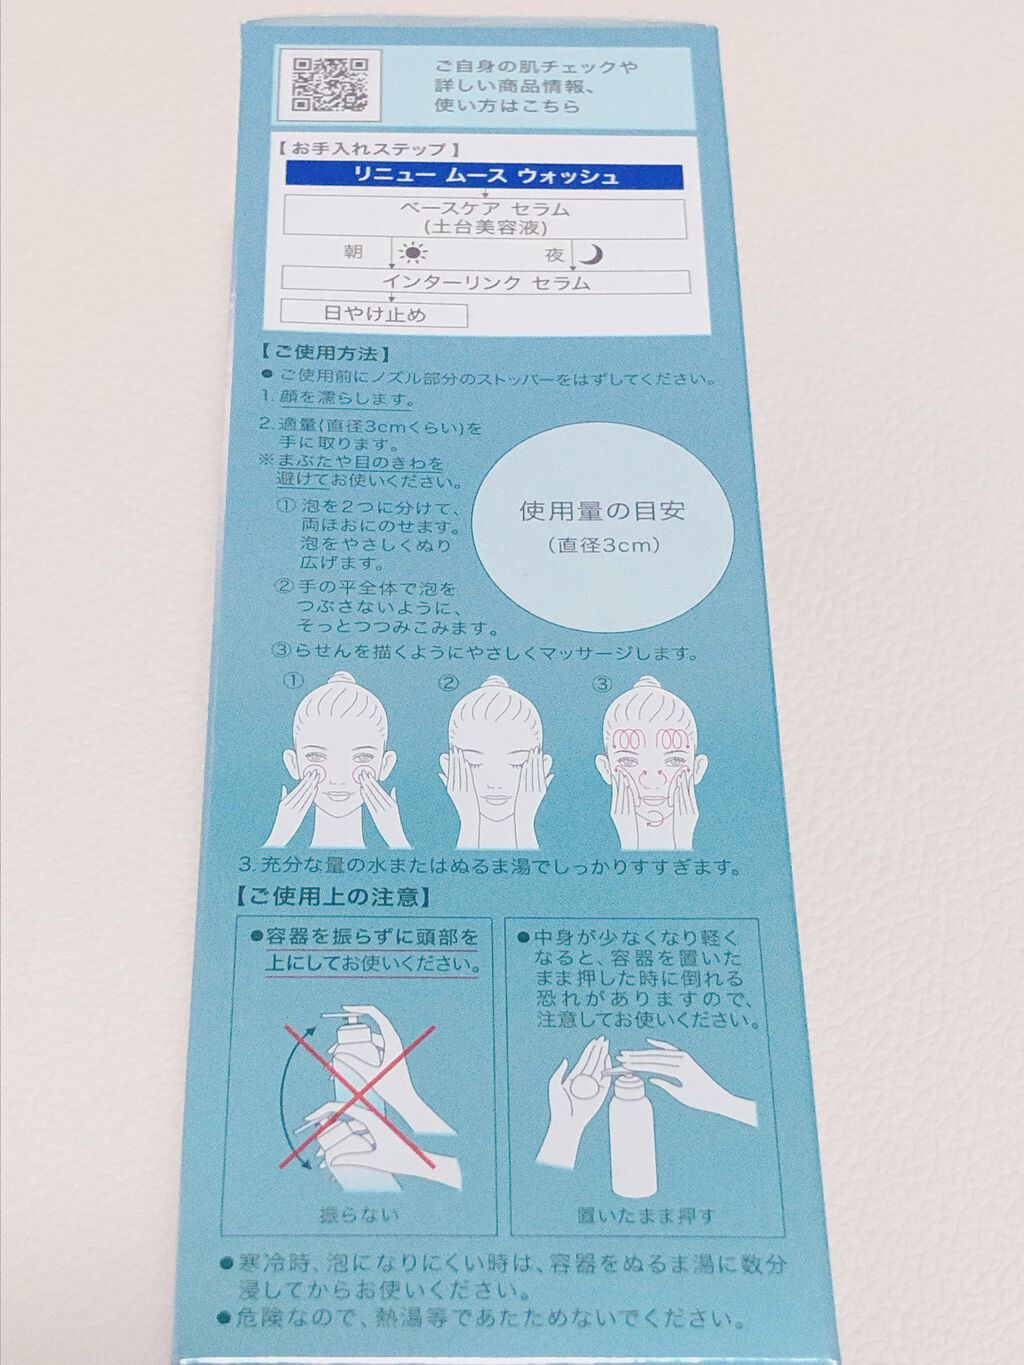 ご自身の肌チェックや
詳しい商品情報、
使い方はこちら
【お手入れステップ】
リニュー ムース ウォッシュ
ベースケア セラム
(土台美容液)
朝 夜
インターリンク セラム
日やけ止め
【ご使用方法】
● ご使用前にノズル部分のストッパーをはずしてください。
1. 顔を濡らします。
2. 適量(直径3cmくらい)を
手に取ります。
※まぶたや目のきわを
避けてお使いください。
① 泡を2つに分けて、
両ほおにのせます。
泡をやさしくぬり
広げます。
② 手の平全体で泡を
つぶさないように、
そっとつつみこみます。
③らせんを描くようにやさしくマッサージします。
使用量の目安
(直径3cm)
① ② ③
3. 充分な量の水またはぬるま湯でしっかりすすぎます。
【ご使用上の注意】
●容器を振らずに頭部を
上にしてお使いください。
振らない
●中身が少なくなり軽く
なると、容器を置いた
まま押した時に倒れる
恐れがありますので、
注意してお使いください。
置いたまま押す
●寒冷時、泡になりにくい時は、容器をぬるま湯に数分
浸してからお使いください。
●危険なので、熱湯等であたためないでください。